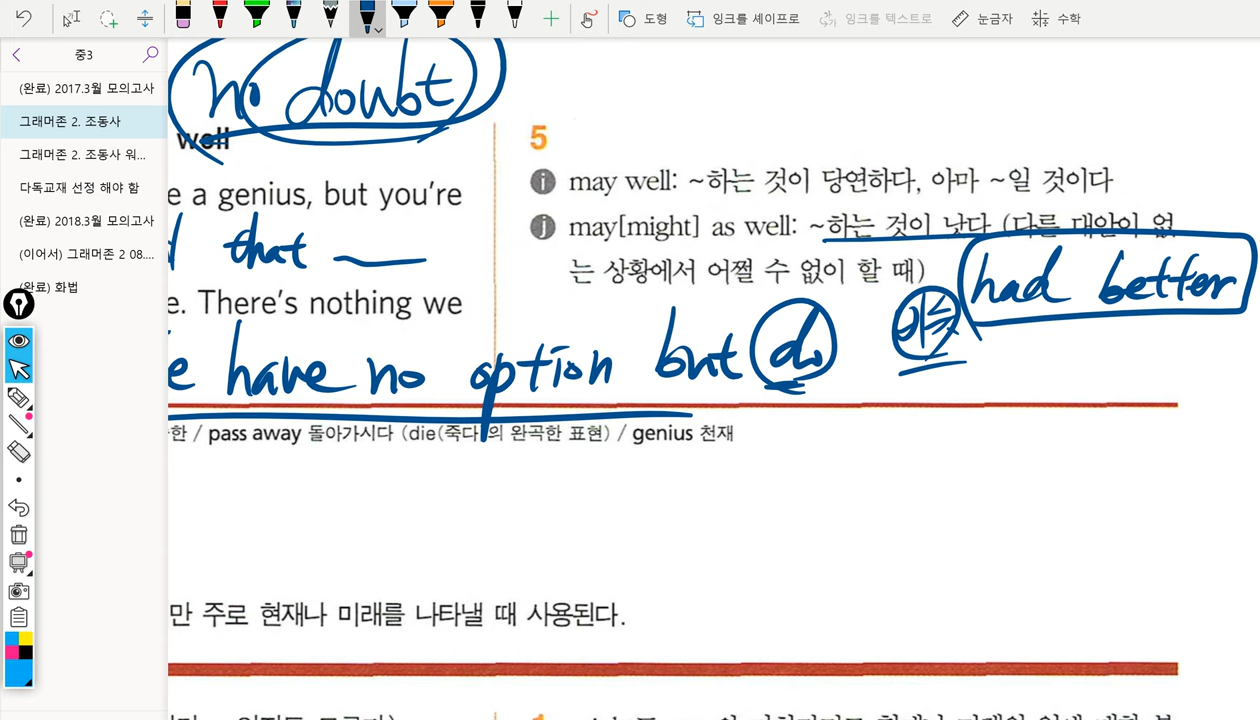 도형
잉크를 셰이프로
잉크를 텍스트로
눈금자
수학
중3
(완료) 2017.3월 모의고사
그래머존 2. 조동사
그래머존 2. 조동사 워...
다독교재 선정 해야 함
(완료) 2018.3월 모의고사
(이어서) 그래머존 2 08....
(완료) 화법
no doubt
well
e a genius, but you're
that
e. There's nothing we
e have no option but do
한 / pass away 돌아가시다 (die(죽다)의 완곡한 표현) / genius 천재
5
i may well: ~하는 것이 당연하다, 아마 ~일 것이다
j may[might] as well: ~하는 것이 낫다 (다른 대안이 없
는 상황에서 어쩔 수 없이 할 때)
had better
만 주로 현재나 미래를 나타낼 때 사용된다.